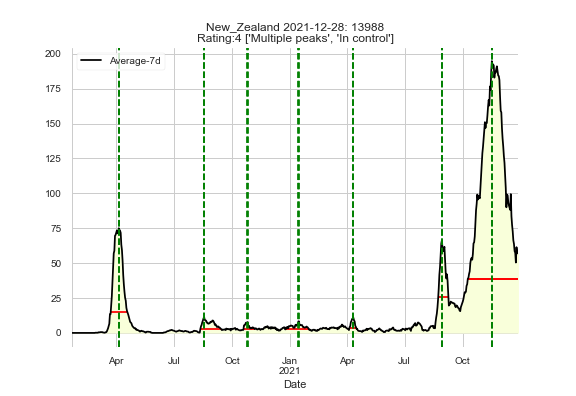 New_Zealand 2021-12-28: 13988
Rating:4 ['Multiple peaks', 'In control']
Average-7d
200
175
150
125
100
75
50
25
0
Apr Jul Oct Jan Apr Jul Oct
2021
Date